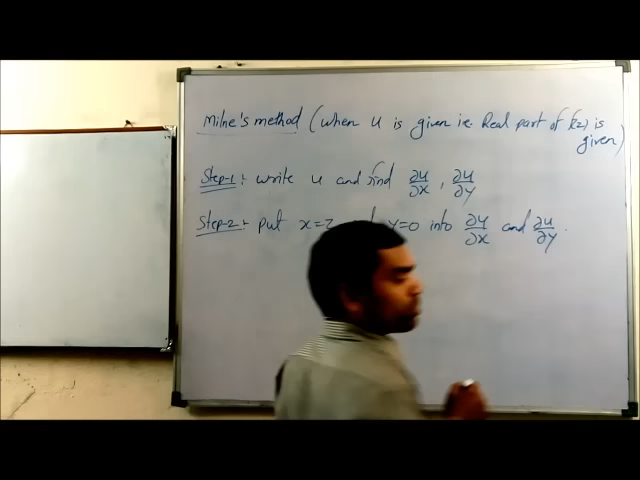 Milne's method (when u is given i.e. Real part of f(z) is
given)
Step-1: write u and find ∂u/∂x , ∂u/∂y
Step-2: put x=z y=0 into ∂u/∂x and ∂u/∂y.